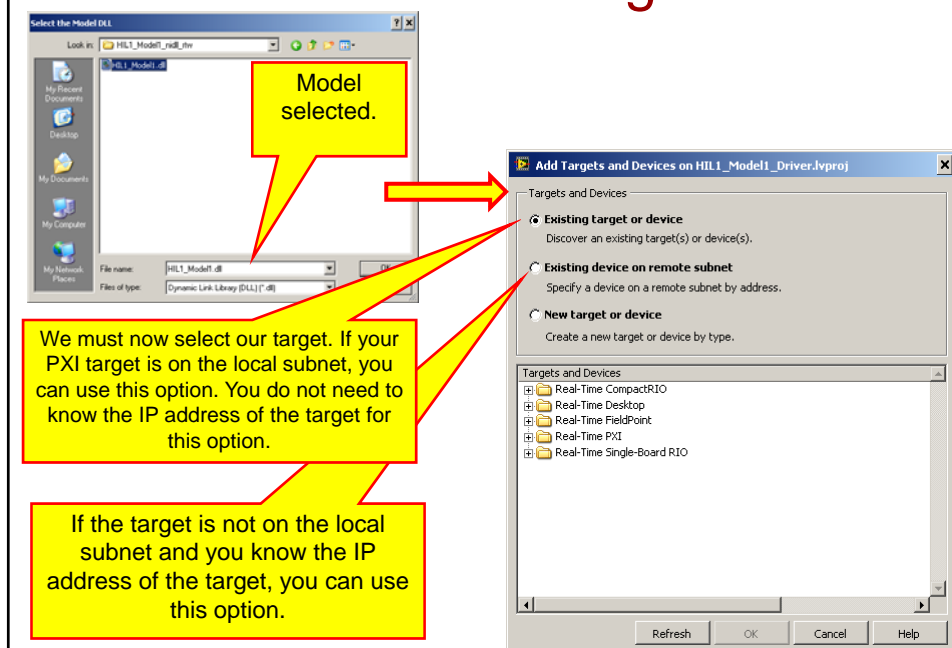 Select the Model DLL
Look in: HIL1_Model1_nidll_rtw
HIL1_Model1.dll
My Recent
Documents
Desktop
My Documents
My Computer
My Network
Places
File name: HIL1_Model1.dll
Files of type: Dynamic Link Library (DLL) (*.dll)
Model
selected.
We must now select our target. If your
PXI target is on the local subnet, you
can use this option. You do not need to
know the IP address of the target for
this option.
If the target is not on the local
subnet and you know the IP
address of the target, you can use
this option.
Add Targets and Devices on HIL1_Model1_Driver.lvproj
Targets and Devices
Existing target or device
Discover an existing target(s) or device(s).
Existing device on remote subnet
Specify a device on a remote subnet by address.
New target or device
Create a new target or device by type.
Targets and Devices
Real-Time CompactRIO
Real-Time Desktop
Real-Time FieldPoint
Real-Time PXI
Real-Time Single-Board RIO
Refresh OK Cancel Help